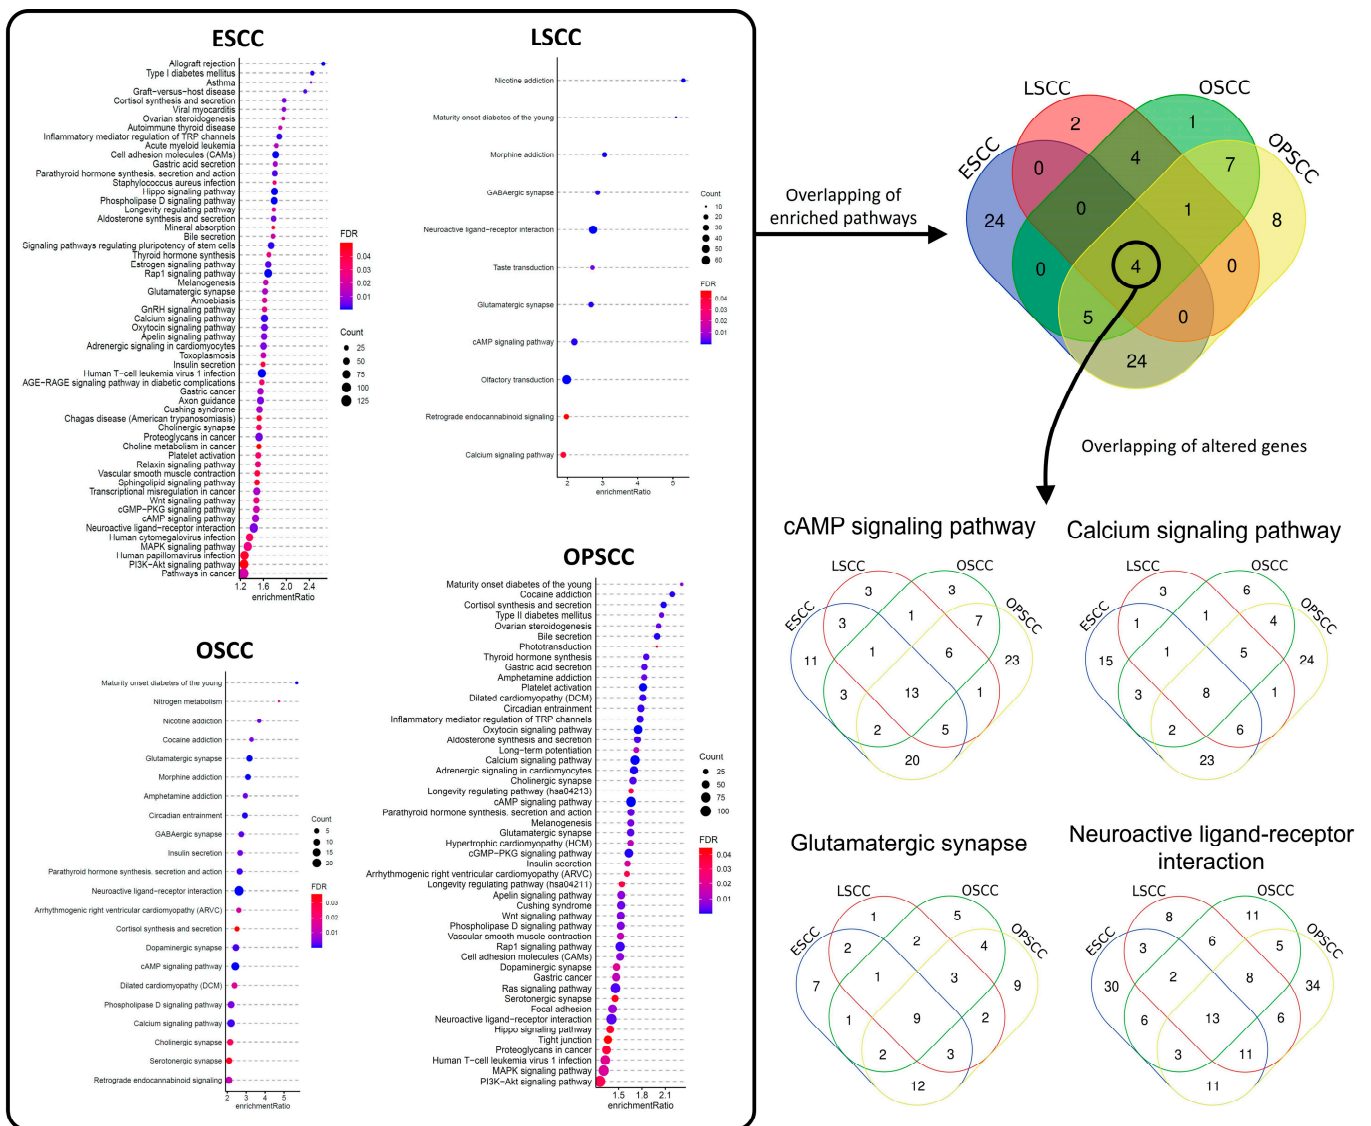 ESCC
Allograft rejection
Type I diabetes mellitus
Asthma
Graft-versus-host disease
Cortisol synthesis and secretion
Viral myocarditis
Ovarian steroidogenesis
Autoimmune thyroid disease
Inflammatory mediator regulation of TRP channels
Acute myeloid leukemia
Cell adhesion molecules (CAMs)
Gastric acid secretion
Parathyroid hormone synthesis, secretion and action
Staphylococcus aureus infection
Hippo signaling pathway
Phospholipase D signaling pathway
Longevity regulating pathway
Aldosterone synthesis and secretion
Mineral absorption
Bile secretion
Signaling pathways regulating pluripotency of stem cells
Thyroid hormone synthesis
Estrogen signaling pathway
Rap1 signaling pathway
Melanogenesis
Glutamatergic synapse
Amoebiasis
GnRH signaling pathway
Calcium signaling pathway
Oxytocin signaling pathway
Apelin signaling pathway
Adrenergic signaling in cardiomyocytes
Toxoplasmosis
Insulin secretion
Human T-cell leukemia virus 1 infection
AGE-RAGE signaling pathway in diabetic complications
Gastric cancer
Axon guidance
Cushing syndrome
Chagas disease (American trypanosomiasis)
Cholinergic synapse
Proteoglycans in cancer
Choline metabolism in cancer
Platelet activation
Relaxin signaling pathway
Vascular smooth muscle contraction
Sphingolipid signaling pathway
Transcriptional misregulation in cancer
Wnt signaling pathway
cGMP-PKG signaling pathway
cAMP signaling pathway
Neuroactive ligand-receptor interaction
Human cytomegalovirus infection
MAPK signaling pathway
Human papillomavirus infection
PI3K-Akt signaling pathway
Pathways in cancer
1.2 1.6 2.0 2.4
enrichmentRatio
FDR
0.04
0.03
0.02
0.01
Count
25
50
75
100
125
LSCC
Nicotine addiction
Maturity onset diabetes of the young
Morphine addiction
GABAergic synapse
Neuroactive ligand-receptor interaction
Taste transduction
Glutamatergic synapse
cAMP signaling pathway
Olfactory transduction
Retrograde endocannabinoid signaling
Calcium signaling pathway
2 3 4 5
enrichmentRatio
Count
10
20
30
40
50
60
FDR
0.04
0.03
0.02
0.01
OSCC
Maturity onset diabetes of the young
Nitrogen metabolism
Nicotine addiction
Cocaine addiction
Glutamatergic synapse
Morphine addiction
Amphetamine addiction
Circadian entrainment
GABAergic synapse
Insulin secretion
Parathyroid hormone synthesis, secretion and action
Neuroactive ligand-receptor interaction
Arrhythmogenic right ventricular cardiomyopathy (ARVC)
Cortisol synthesis and secretion
Dopaminergic synapse
cAMP signaling pathway
Dilated cardiomyopathy (DCM)
Phospholipase D signaling pathway
Calcium signaling pathway
Cholinergic synapse
Serotonergic synapse
Retrograde endocannabinoid signaling
2 3 4 5
enrichmentRatio
Count
5
10
15
20
FDR
0.03
0.02
0.01
OPSCC
Maturity onset diabetes of the young
Cocaine addiction
Cortisol synthesis and secretion
Type II diabetes mellitus
Ovarian steroidogenesis
Bile secretion
Phototransduction
Thyroid hormone synthesis
Gastric acid secretion
Amphetamine addiction
Platelet activation
Dilated cardiomyopathy (DCM)
Circadian entrainment
Inflammatory mediator regulation of TRP channels
Oxytocin signaling pathway
Aldosterone synthesis and secretion
Long-term potentiation
Calcium signaling pathway
Adrenergic signaling in cardiomyocytes
Cholinergic synapse
Longevity regulating pathway (hsa04213)
cAMP signaling pathway
Parathyroid hormone synthesis, secretion and action
Melanogenesis
Glutamatergic synapse
Hypertrophic cardiomyopathy (HCM)
cGMP-PKG signaling pathway
Insulin secretion
Arrhythmogenic right ventricular cardiomyopathy (ARVC)
Longevity regulating pathway (hsa04211)
Apelin signaling pathway
Cushing syndrome
Wnt signaling pathway
Phospholipase D signaling pathway
Vascular smooth muscle contraction
Rap1 signaling pathway
Cell adhesion molecules (CAMs)
Dopaminergic synapse
Gastric cancer
Ras signaling pathway
Serotonergic synapse
Focal adhesion
Neuroactive ligand-receptor interaction
Hippo signaling pathway
Tight junction
Proteoglycans in cancer
Human T-cell leukemia virus 1 infection
MAPK signaling pathway
PI3K-Akt signaling pathway
1.5 1.8 2.1
enrichmentRatio
Count
25
50
75
100
FDR
0.04
0.03
0.02
0.01
Overlapping of
enriched pathways
LSCC OSCC
ESCC OPSCC
2 1
0 4 7
24 0 1 8
0 4 0
5 0
24
Overlapping of altered genes
cAMP signaling pathway
LSCC OSCC
ESCC OPSCC
3 3
3 1 7
11 1 6 23
3 13 1
2 5
20
Calcium signaling pathway
LSCC OSCC
ESCC OPSCC
3 6
1 1 4
15 1 5 24
3 8 1
2 6
23
Glutamatergic synapse
LSCC OSCC
ESCC OPSCC
1 5
2 2 4
7 1 3 9
1 9 2
2 3
12
Neuroactive ligand-receptor
interaction
LSCC OSCC
ESCC OPSCC
8 11
3 6 5
30 2 8 34
6 13 6
3 11
11